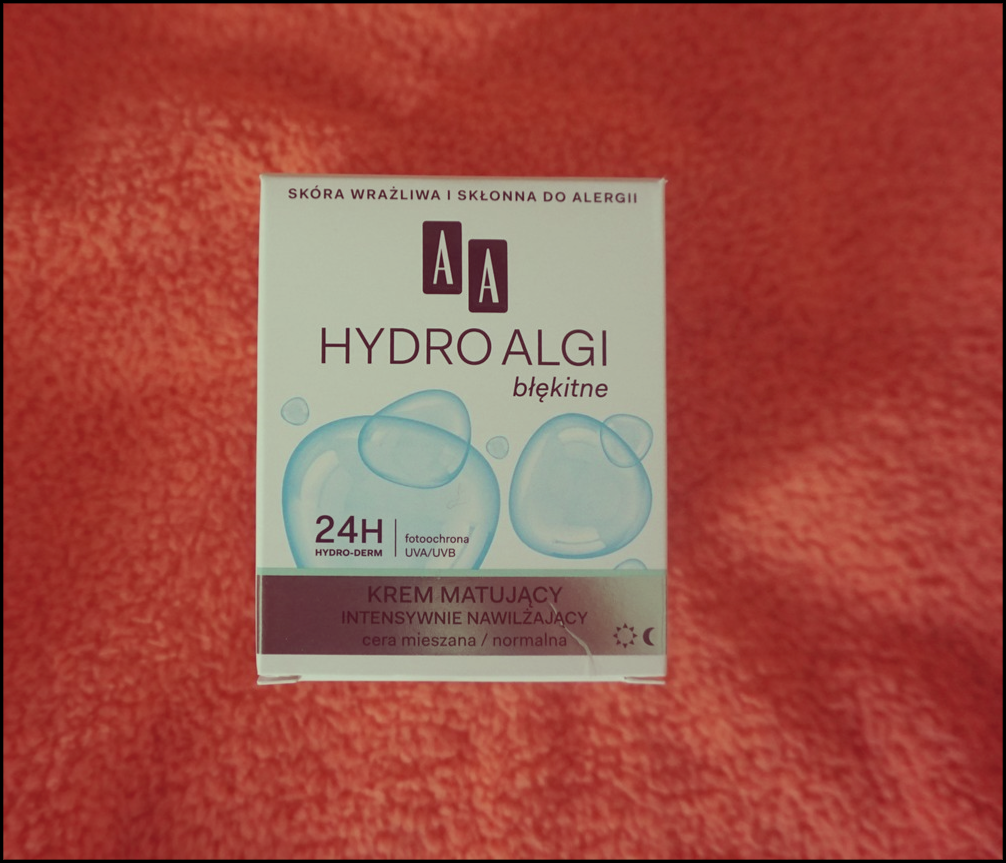 SKÓRA WRAŻLIWA I SKŁONNA DO ALERGII
AA
HYDRO ALGI
błękitne
24H
HYDRO-DERM
fotoochrona
UVA/UVB
KREM MATUJĄCY
INTENSYWNIE NAWILŻAJĄCY
cera mieszana / normalna